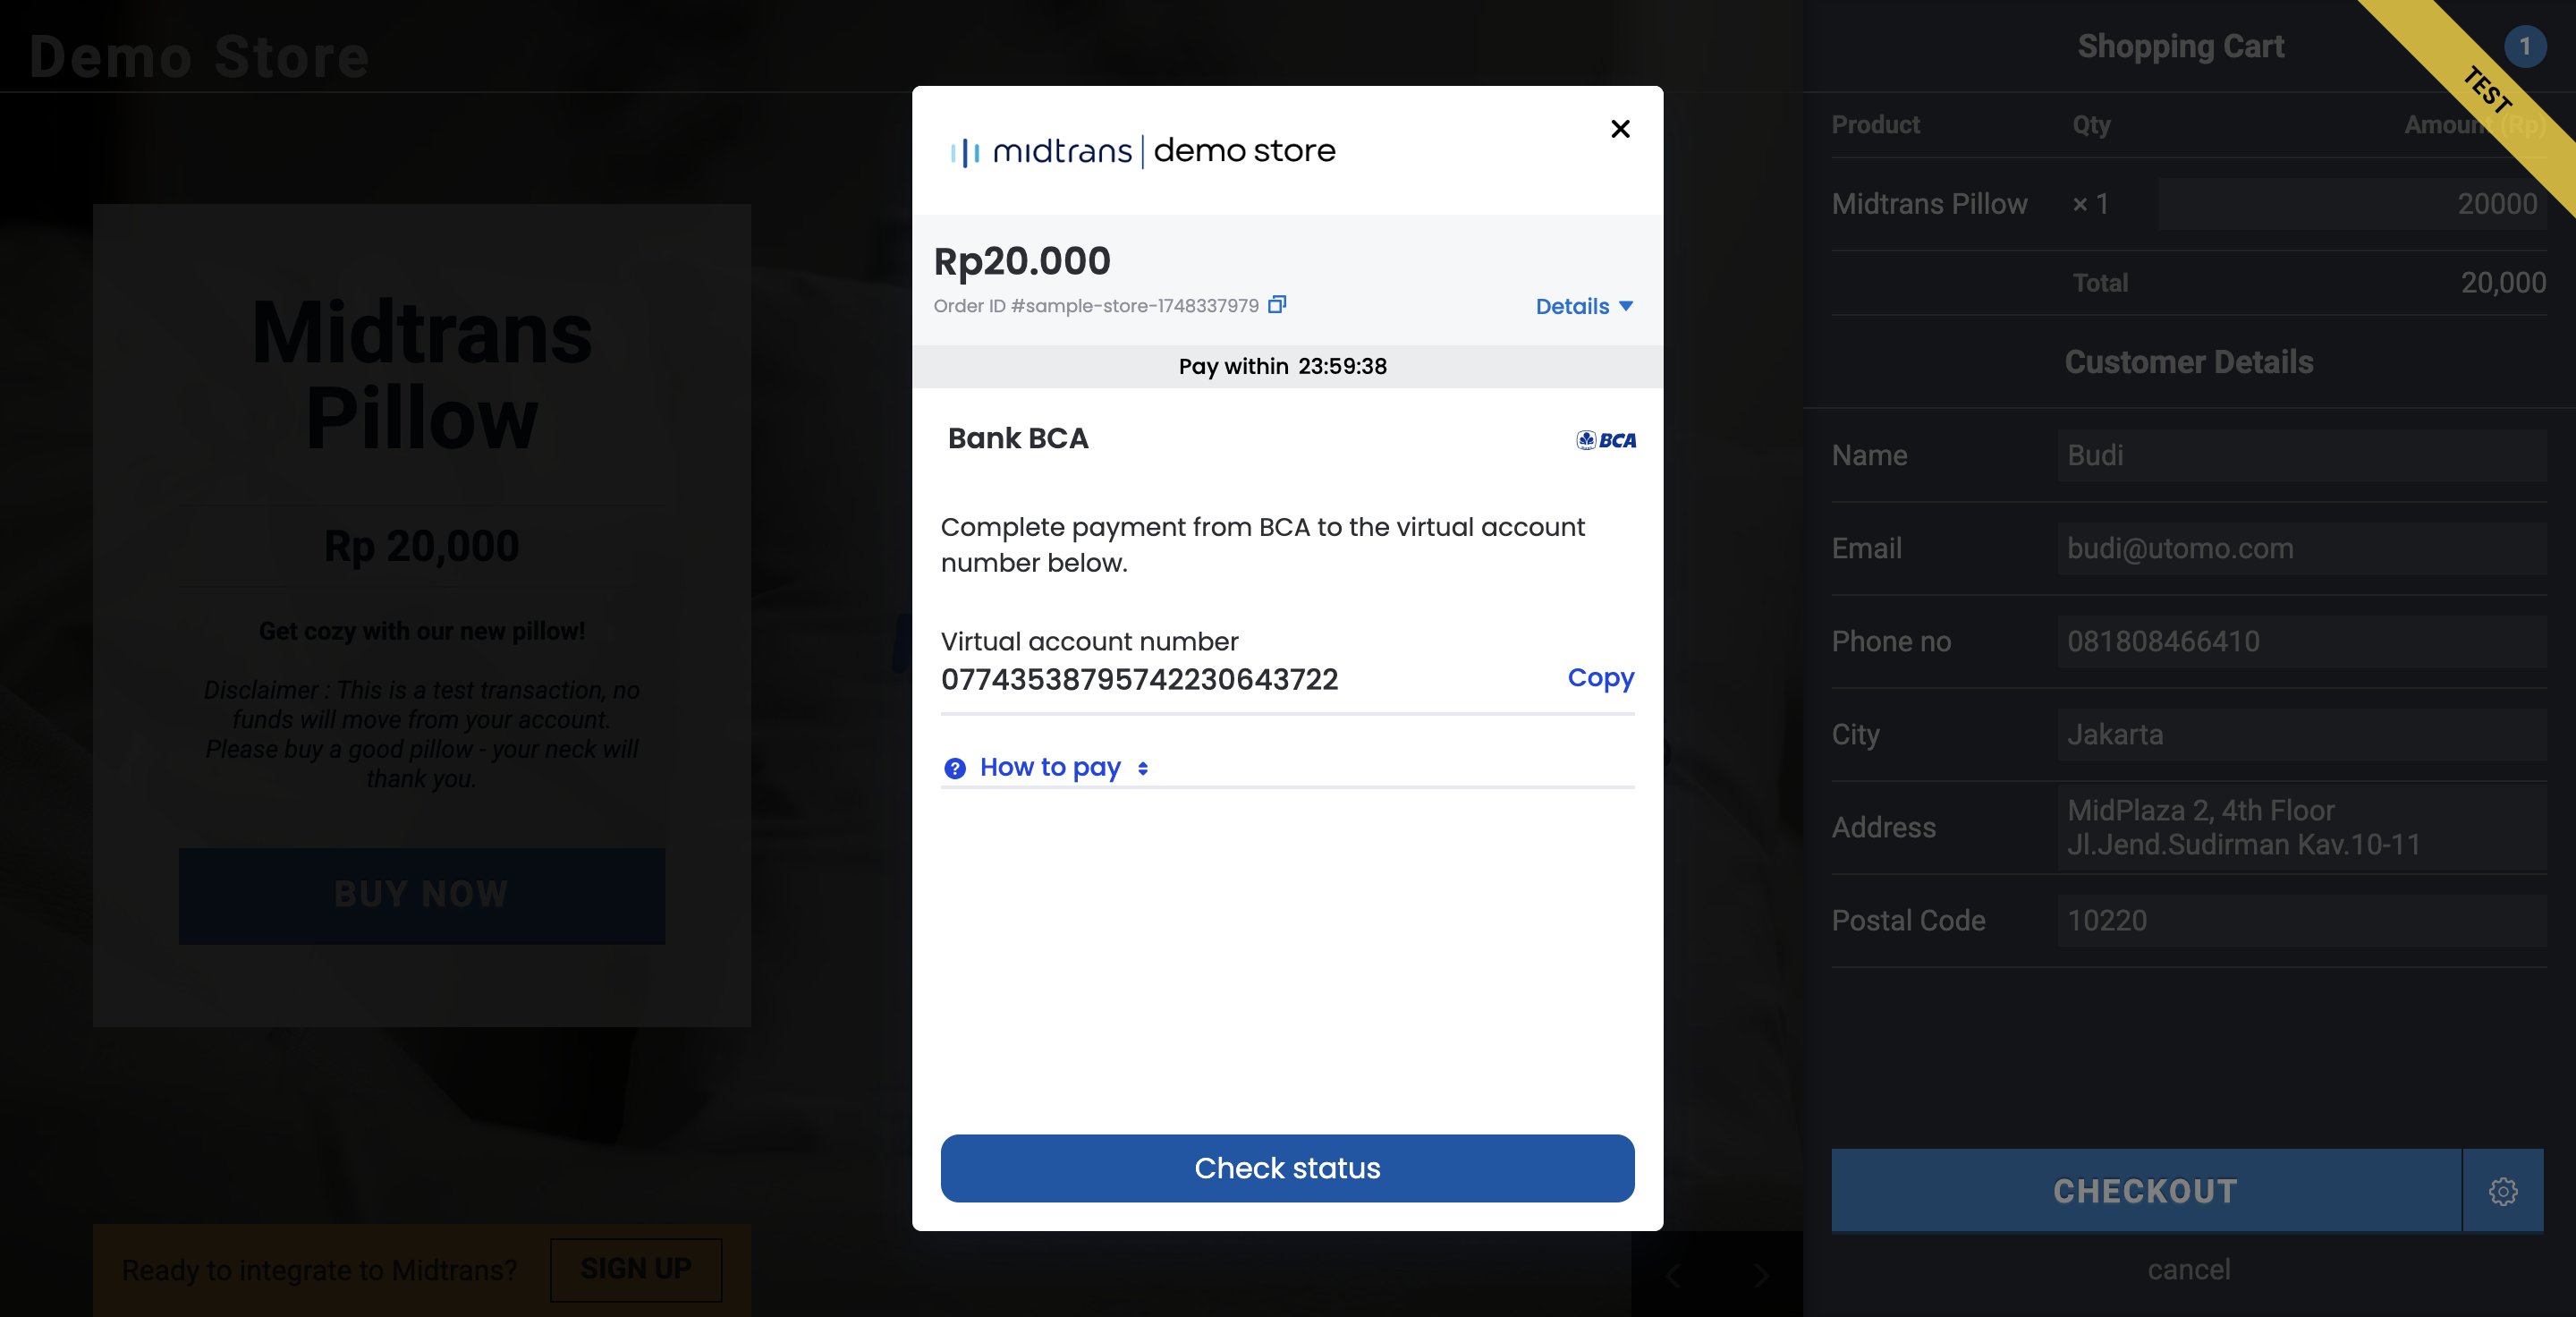 Demo Store
Midtrans
Pillow
Rp 20,000
Get cozy with our new pillow!
Disclaimer : This is a test transaction, no
funds will move from your account.
Please buy a good pillow - your neck will
thank you.
BUY NOW
Ready to integrate to Midtrans?
SIGN UP
midtrans | demo store
Rp20.000
Order ID #sample-store-1748337979
Details
Pay within 23:59:38
Bank BCA
BCA
Complete payment from BCA to the virtual account
number below.
Virtual account number
07743538795742230643722
Copy
? How to pay
Check status
Shopping Cart
1
TEST
Product Qty Amount (Rp)
Midtrans Pillow × 1 20000
Total 20,000
Customer Details
Name Budi
Email budi@utomo.com
Phone no 081808466410
City Jakarta
Address MidPlaza 2, 4th Floor
Jl.Jend.Sudirman Kav.10-11
Postal Code 10220
CHECKOUT
cancel